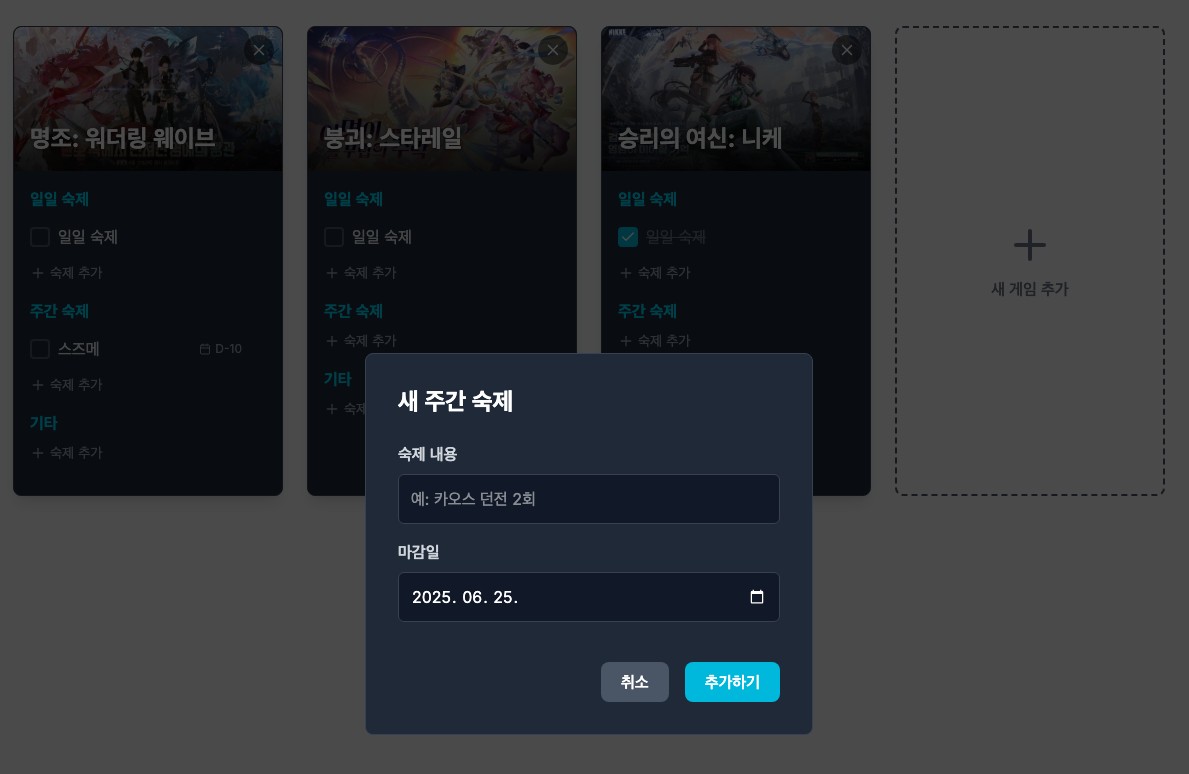 명조: 워더링 웨이브
일일 숙제
일일 숙제
숙제 추가
주간 숙제
스즈메
D-10
숙제 추가
기타
숙제 추가
붕괴: 스타레일
일일 숙제
일일 숙제
숙제 추가
주간 숙제
숙제 추가
기타
숙제
승리의 여신: 니케
일일 숙제
일일 숙제
숙제 추가
주간 숙제
숙제 추가
새 게임 추가
새 주간 숙제
숙제 내용
예: 카오스 던전 2회
마감일
2025. 06. 25.
취소
추가하기